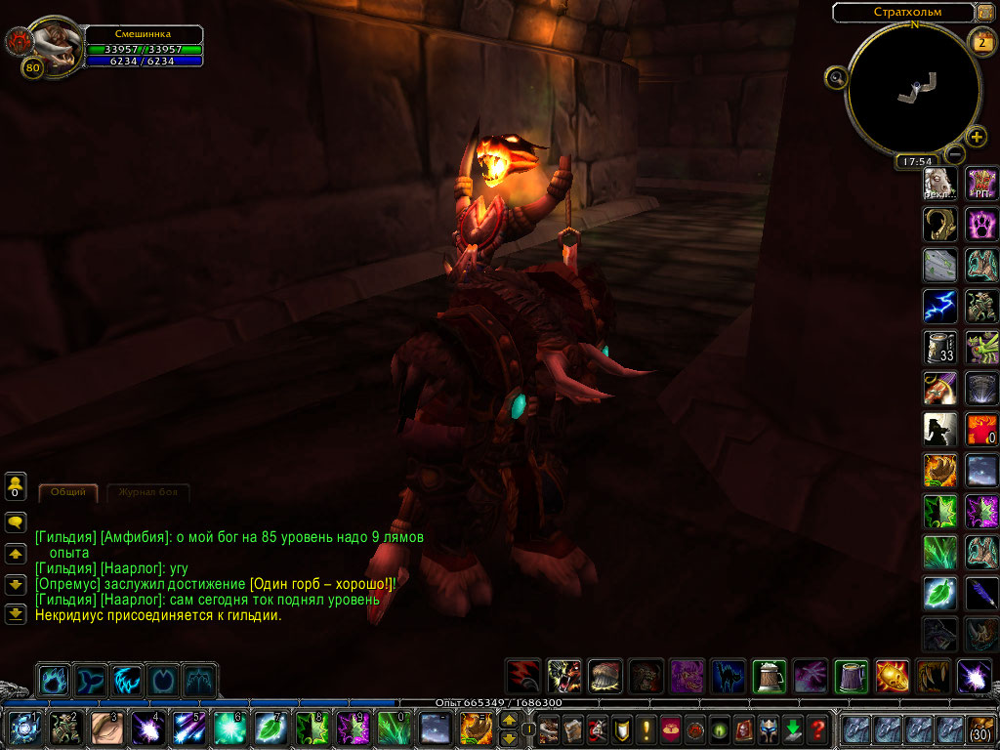 Смешиннка
33957 / 33957
6234 / 6234
80
Стратхольм
N
2
17:54
рекл...
РП-
33
0
0
Общий
Журнал боя
[Гильдия] [Амфибия]: о мой бог на 85 уровень надо 9 лямов
опыта
[Гильдия] [Наарлог]: угу
[Опремус] заслужил достижение [Один горб – хорошо!]!
[Гильдия] [Наарлог]: сам сегодня ток поднял уровень
Некридиус присоединяется к гильдии.
Опыт 665349 / 1686300
1 2 3 4 5 6 7 8 9 0 - =
1
(30)